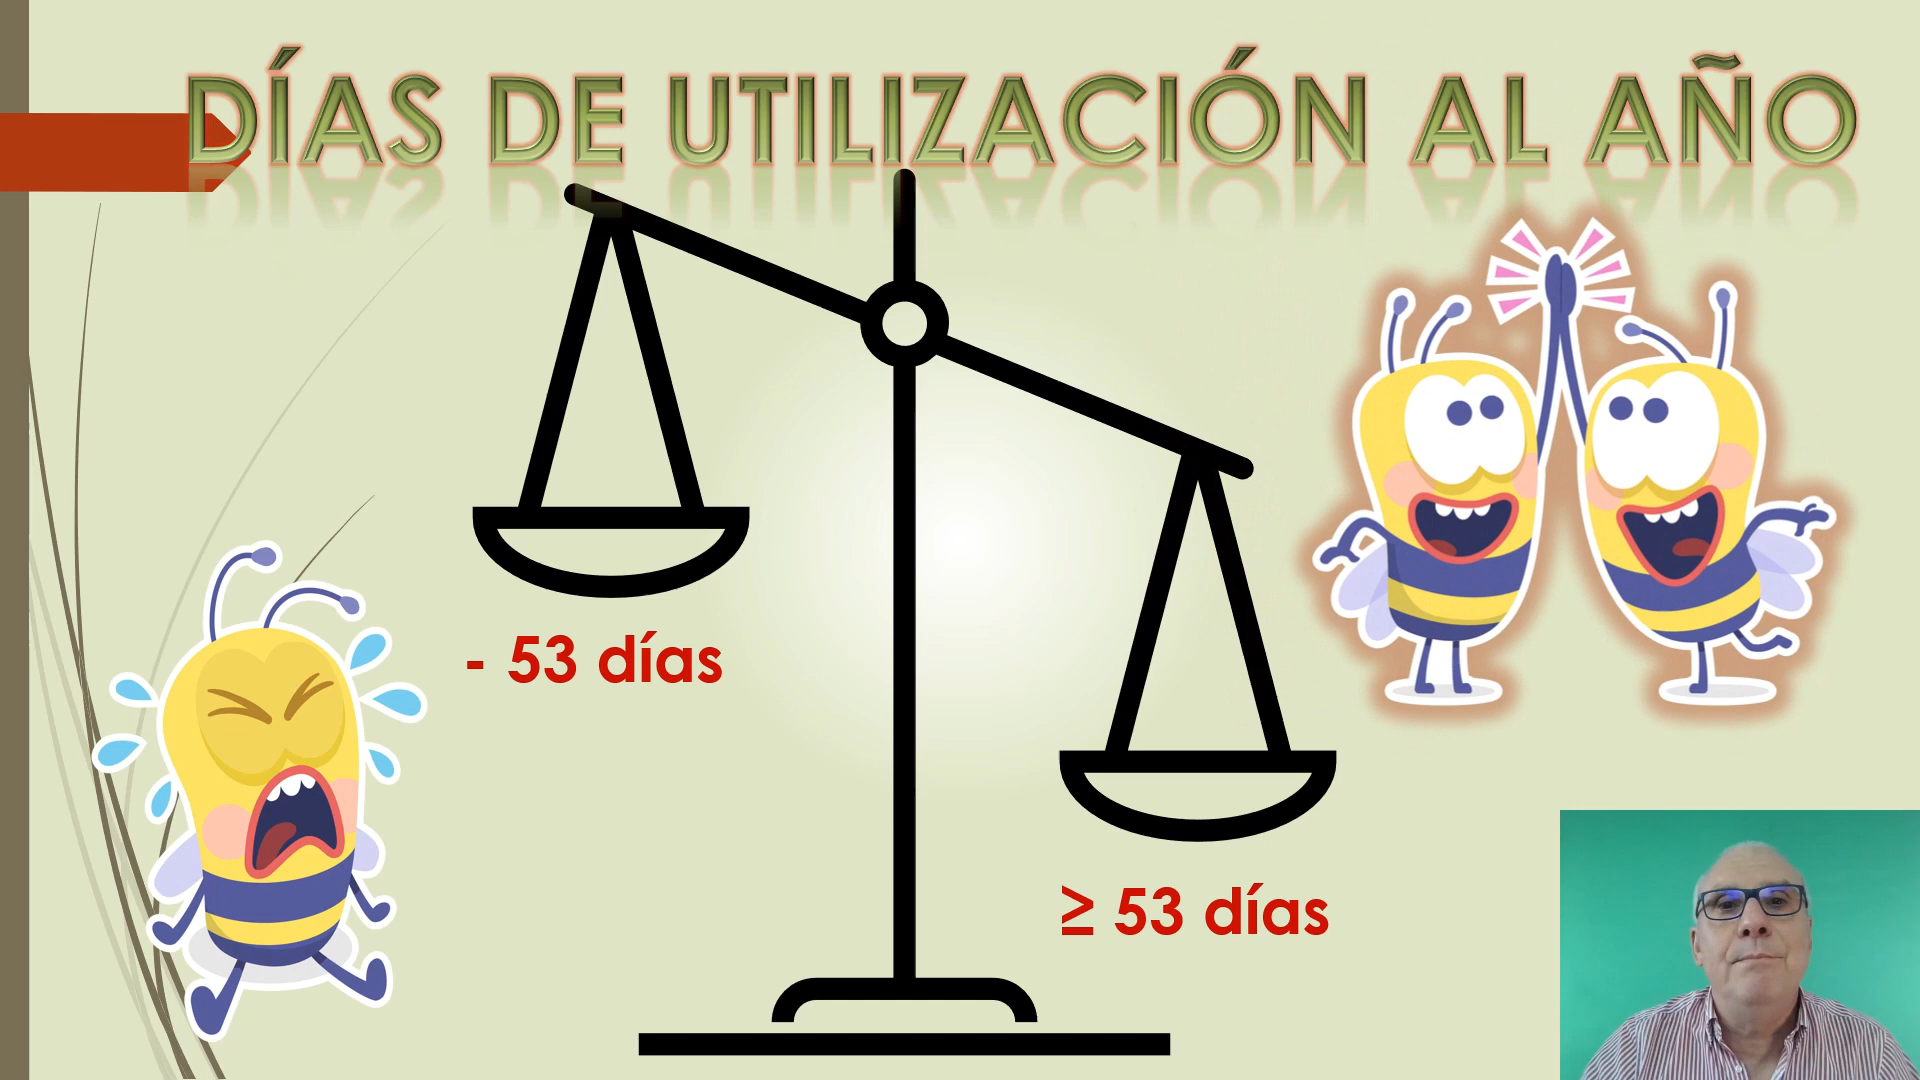 DÍAS DE UTILIZACIÓN AL AÑO
- 53 días
≥ 53 días